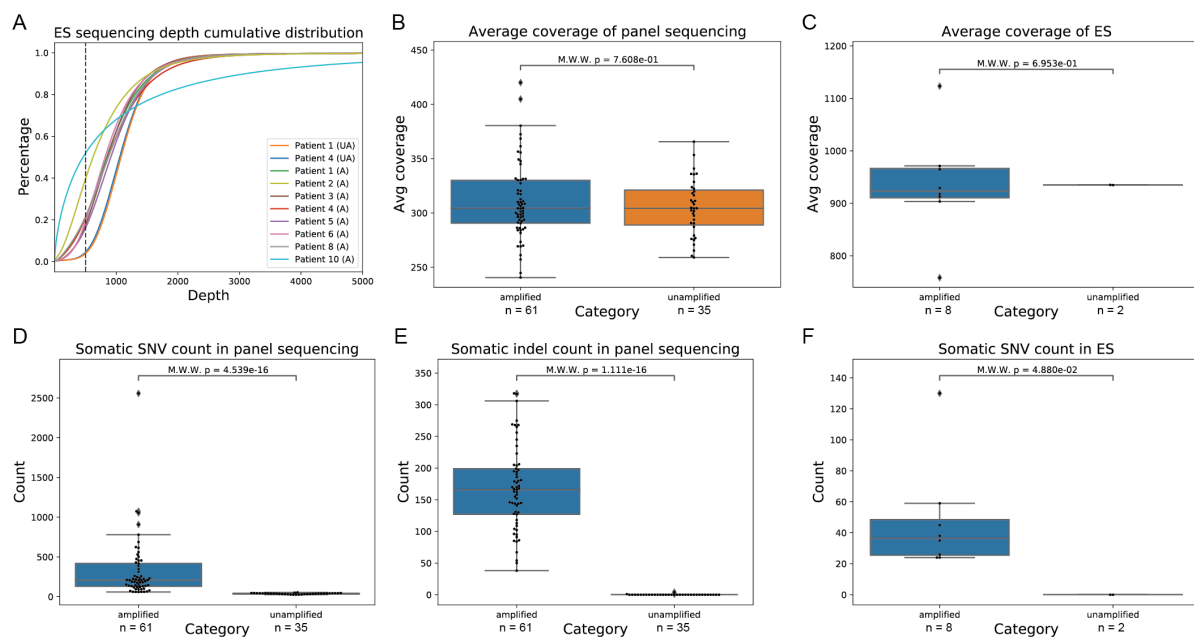 A
ES sequencing depth cumulative distribution
1.0
0.8
0.6
0.4
0.2
0.0
Percentage
Patient 1 (UA)
Patient 4 (UA)
Patient 1 (A)
Patient 2 (A)
Patient 3 (A)
Patient 4 (A)
Patient 5 (A)
Patient 6 (A)
Patient 8 (A)
Patient 10 (A)
1000 2000 3000 4000 5000
Depth
B
Average coverage of panel sequencing
M.W.W. p = 7.608e-01
450
400
350
300
250
Avg coverage
amplified unamplified
n = 61 Category n = 35
C
Average coverage of ES
M.W.W. p = 6.953e-01
1200
1100
1000
900
800
Avg coverage
amplified unamplified
n = 8 Category n = 2
D
Somatic SNV count in panel sequencing
M.W.W. p = 4.539e-16
2500
2000
1500
1000
500
0
Count
amplified unamplified
n = 61 Category n = 35
E
Somatic indel count in panel sequencing
M.W.W. p = 1.111e-16
350
300
250
200
150
100
50
0
Count
amplified unamplified
n = 61 Category n = 35
F
Somatic SNV count in ES
M.W.W. p = 4.880e-02
140
120
100
80
60
40
20
0
Count
amplified unamplified
n = 8 Category n = 2